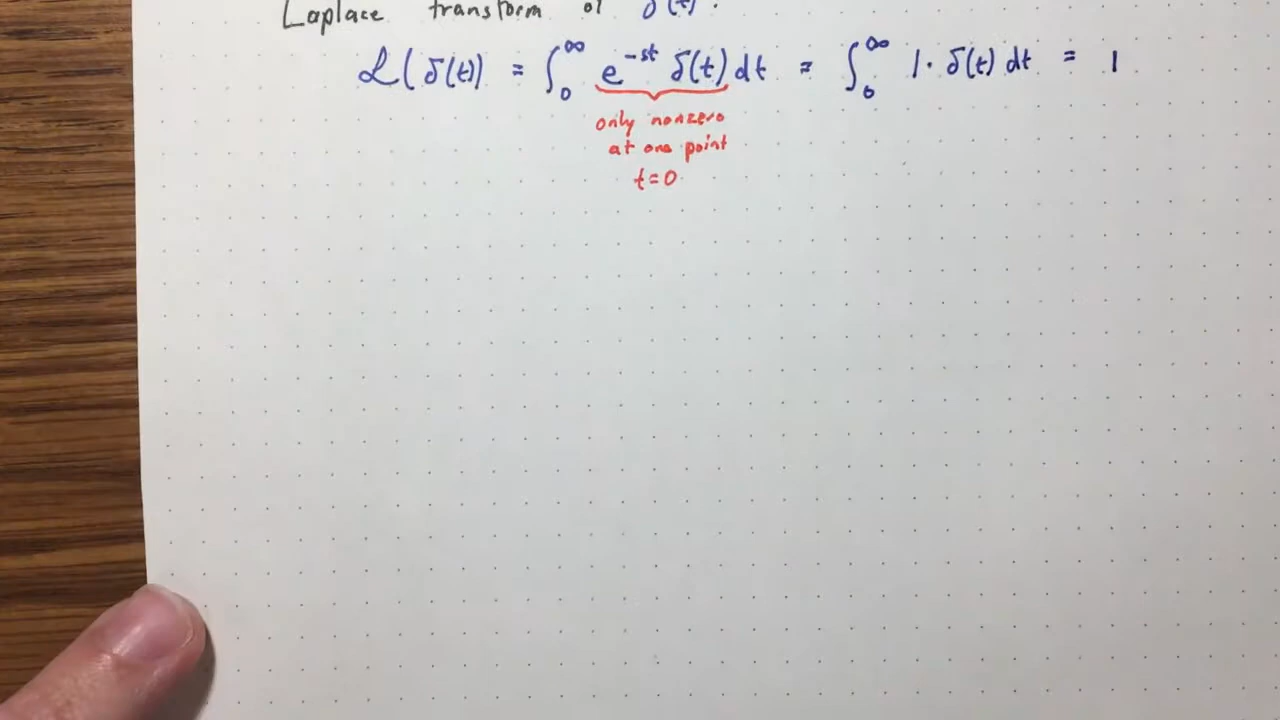 Laplace transform of δ(t).
ℒ(δ(t)) = ∫₀^∞ e^{-st} δ(t) dt = ∫₀^∞ 1· δ(t) dt = 1
only nonzero
at one point
t=0